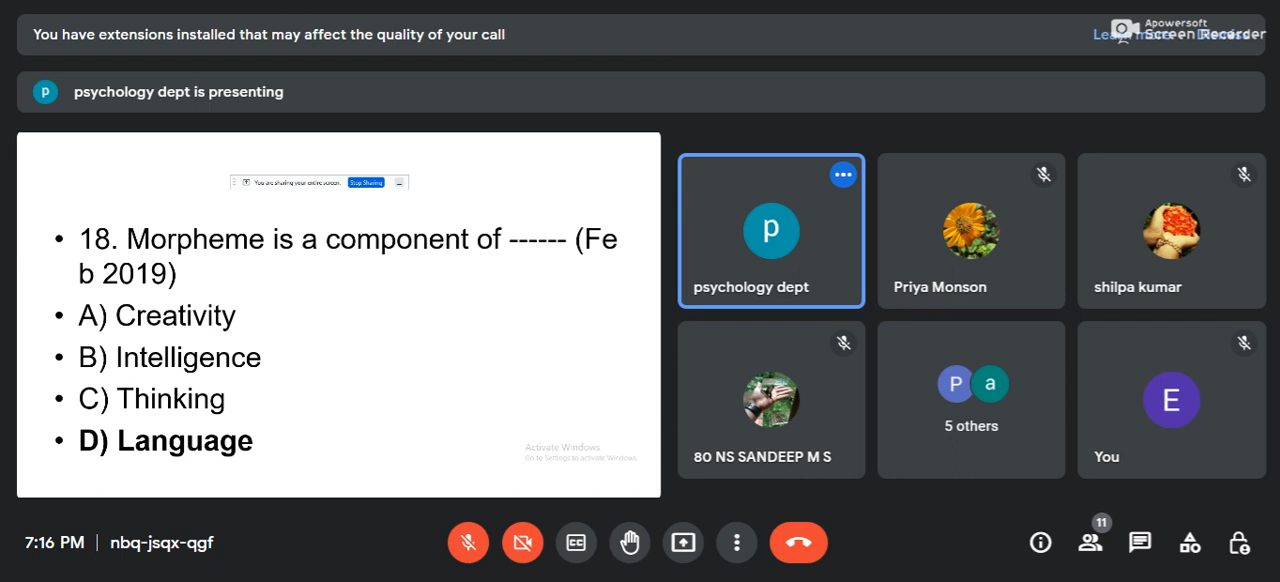 You have extensions installed that may affect the quality of your call
Apowersoft
Screen Recorder
p psychology dept is presenting
You are sharing your entire screen. Stop Sharing
• 18. Morpheme is a component of ------ (Fe
b 2019)
• A) Creativity
• B) Intelligence
• C) Thinking
• D) Language
Activate Windows
Go to Settings to activate Windows.
p
psychology dept
Priya Monson
shilpa kumar
80 NS SANDEEP M S
P a
5 others
E
You
7:16 PM | nbq-jsqx-qgf
CC
11